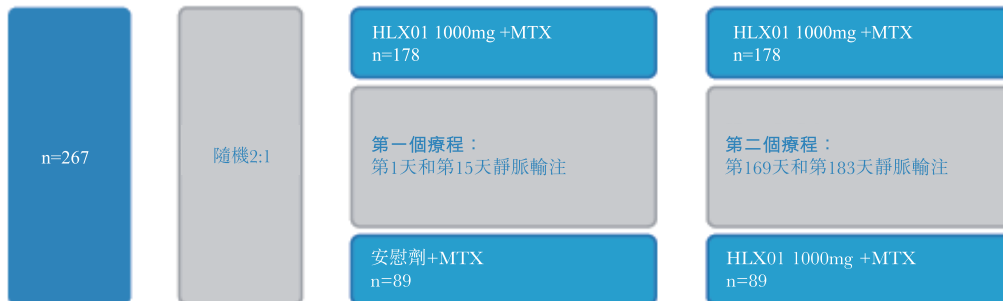 n=267
隨機2:1
HLX01 1000mg +MTX
n=178
第一個療程：
第1天和第15天靜脈輸注
安慰劑+MTX
n=89
HLX01 1000mg +MTX
n=178
第二個療程：
第169天和第183天靜脈輸注
HLX01 1000mg +MTX
n=89